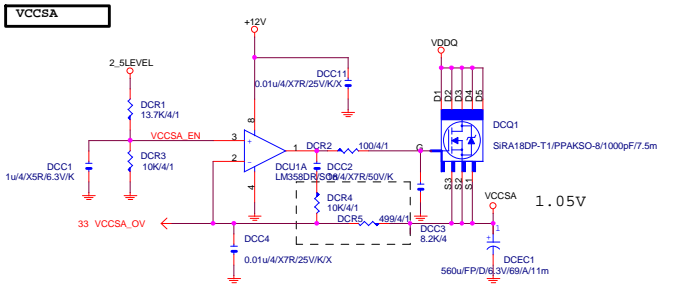 VCCSA
+12V
2_5LEVEL
VDDQ
DCC11
0.01u/4/X7R/25V/K/X
D1
D2
D3
D4
D5
DCR1
13.7K/4/1
DCQ1
VCCSA_EN
3
+
8
1
DCR2
100/4/1
G
SiRA18DP-T1/PPAKSO-8/1000pF/7.5m
DCC1
1u/4/X5R/6.3V/K
DCR3
10K/4/1
2
-
4
DCU1A
LM358DR/SO8
DCC2
1n/4/X7R/50V/K
S3
S2
S1
DCR4
10K/4/1
VCCSA
1.05V
33 VCCSA_OV
DCR5
499/4/1
DCC3
8.2K/4
1
+
DCC4
0.01u/4/X7R/25V/K/X
DCEC1
560u/FP/D/6.3V/69/A/11m